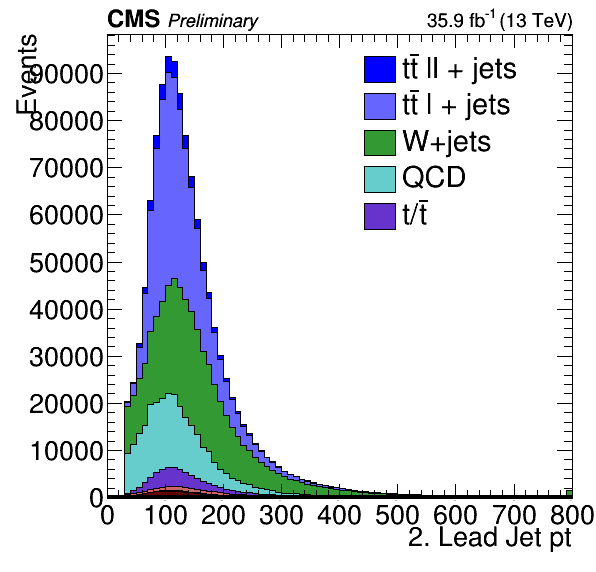 CMS Preliminary 35.9 fb⁻¹ (13 TeV)
Events
90000
80000
70000
60000
50000
40000
30000
20000
10000
0
tt̄ ll + jets
tt̄ l + jets
W+jets
QCD
t/t̄
0 100 200 300 400 500 600 700 800
2. Lead Jet pt